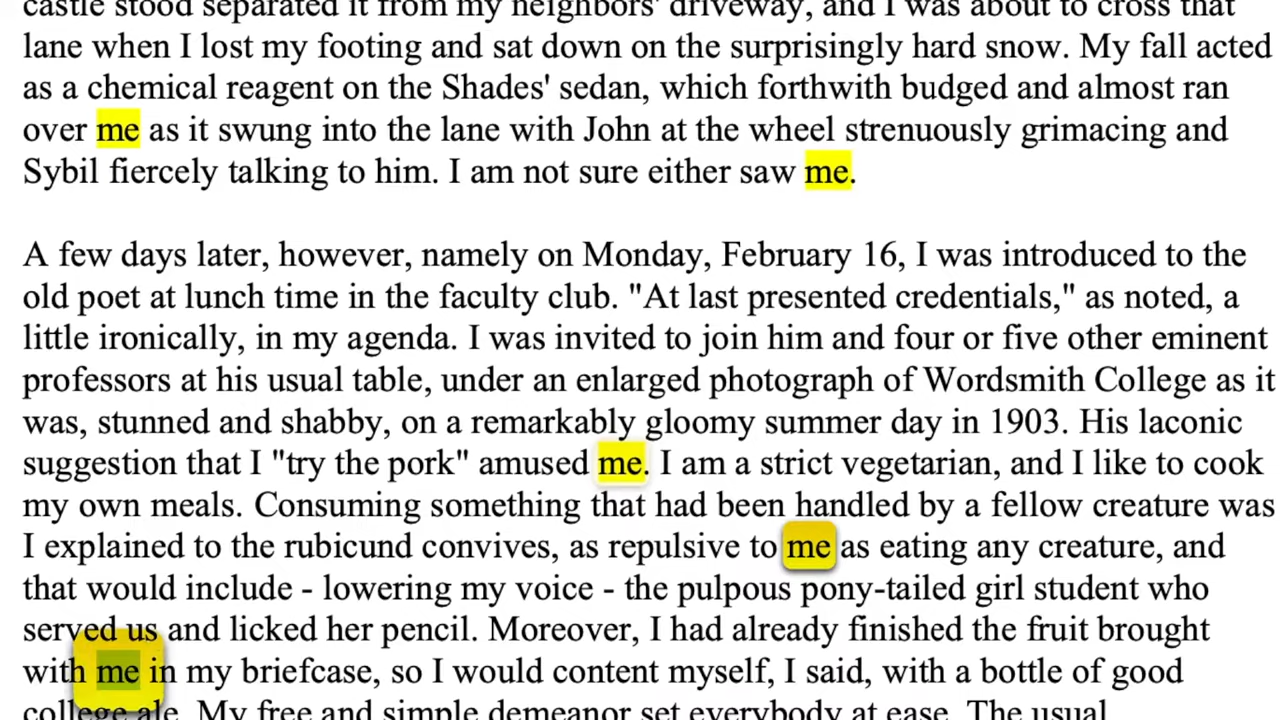 castle stood separated it from my neighbors' driveway, and I was about to cross that
lane when I lost my footing and sat down on the surprisingly hard snow. My fall acted
as a chemical reagent on the Shades' sedan, which forthwith budged and almost ran
over me as it swung into the lane with John at the wheel strenuously grimacing and
Sybil fiercely talking to him. I am not sure either saw me.
A few days later, however, namely on Monday, February 16, I was introduced to the
old poet at lunch time in the faculty club. "At last presented credentials," as noted, a
little ironically, in my agenda. I was invited to join him and four or five other eminent
professors at his usual table, under an enlarged photograph of Wordsmith College as it
was, stunned and shabby, on a remarkably gloomy summer day in 1903. His laconic
suggestion that I "try the pork" amused me. I am a strict vegetarian, and I like to cook
my own meals. Consuming something that had been handled by a fellow creature was
I explained to the rubicund convives, as repulsive to me as eating any creature, and
that would include - lowering my voice - the pulpous pony-tailed girl student who
served us and licked her pencil. Moreover, I had already finished the fruit brought
with me in my briefcase, so I would content myself, I said, with a bottle of good
college ale. My free and simple demeanor set everybody at ease. The usual